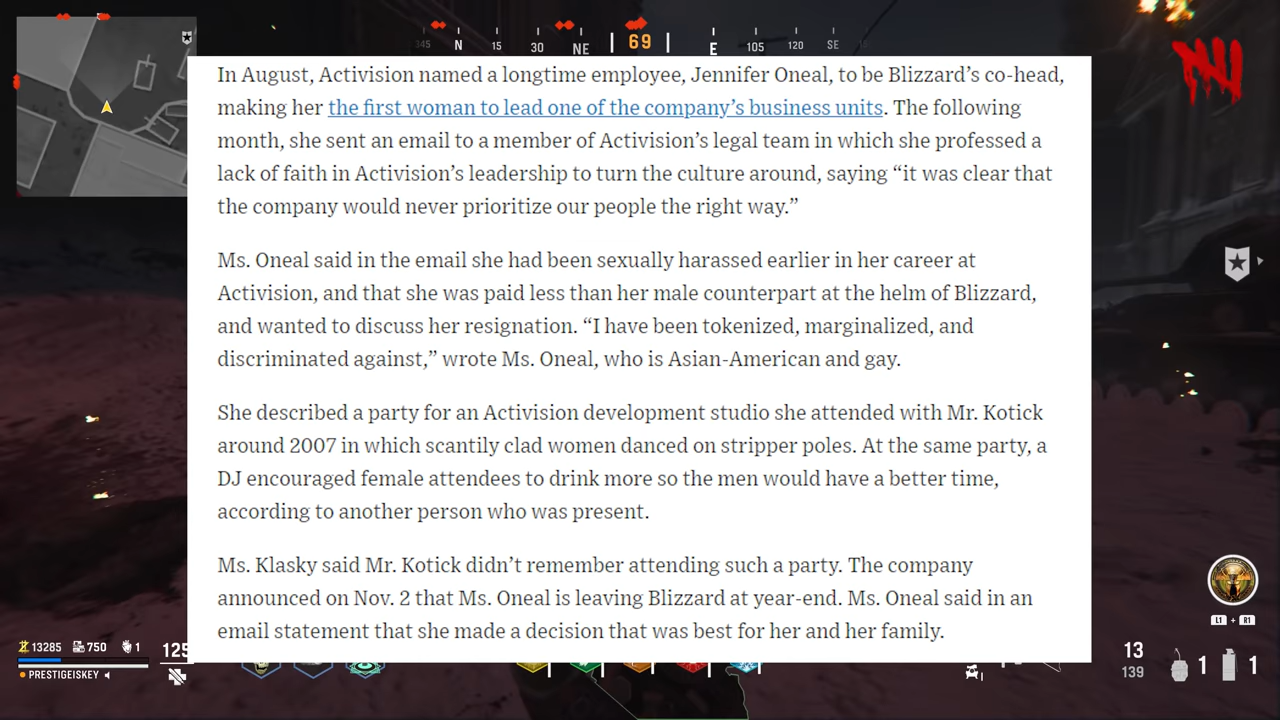 345 N 15 30 NE 69 E 105 120 SE
In August, Activision named a longtime employee, Jennifer Oneal, to be Blizzard’s co-head,
making her the first woman to lead one of the company’s business units. The following
month, she sent an email to a member of Activision’s legal team in which she professed a
lack of faith in Activision’s leadership to turn the culture around, saying “it was clear that
the company would never prioritize our people the right way.”
Ms. Oneal said in the email she had been sexually harassed earlier in her career at
Activision, and that she was paid less than her male counterpart at the helm of Blizzard,
and wanted to discuss her resignation. “I have been tokenized, marginalized, and
discriminated against,” wrote Ms. Oneal, who is Asian-American and gay.
She described a party for an Activision development studio she attended with Mr. Kotick
around 2007 in which scantily clad women danced on stripper poles. At the same party, a
DJ encouraged female attendees to drink more so the men would have a better time,
according to another person who was present.
Ms. Klasky said Mr. Kotick didn’t remember attending such a party. The company
announced on Nov. 2 that Ms. Oneal is leaving Blizzard at year-end. Ms. Oneal said in an
email statement that she made a decision that was best for her and her family.
L1 + R1
13285 750 1 125
PRESTIGEISKEY
13
139
1 1